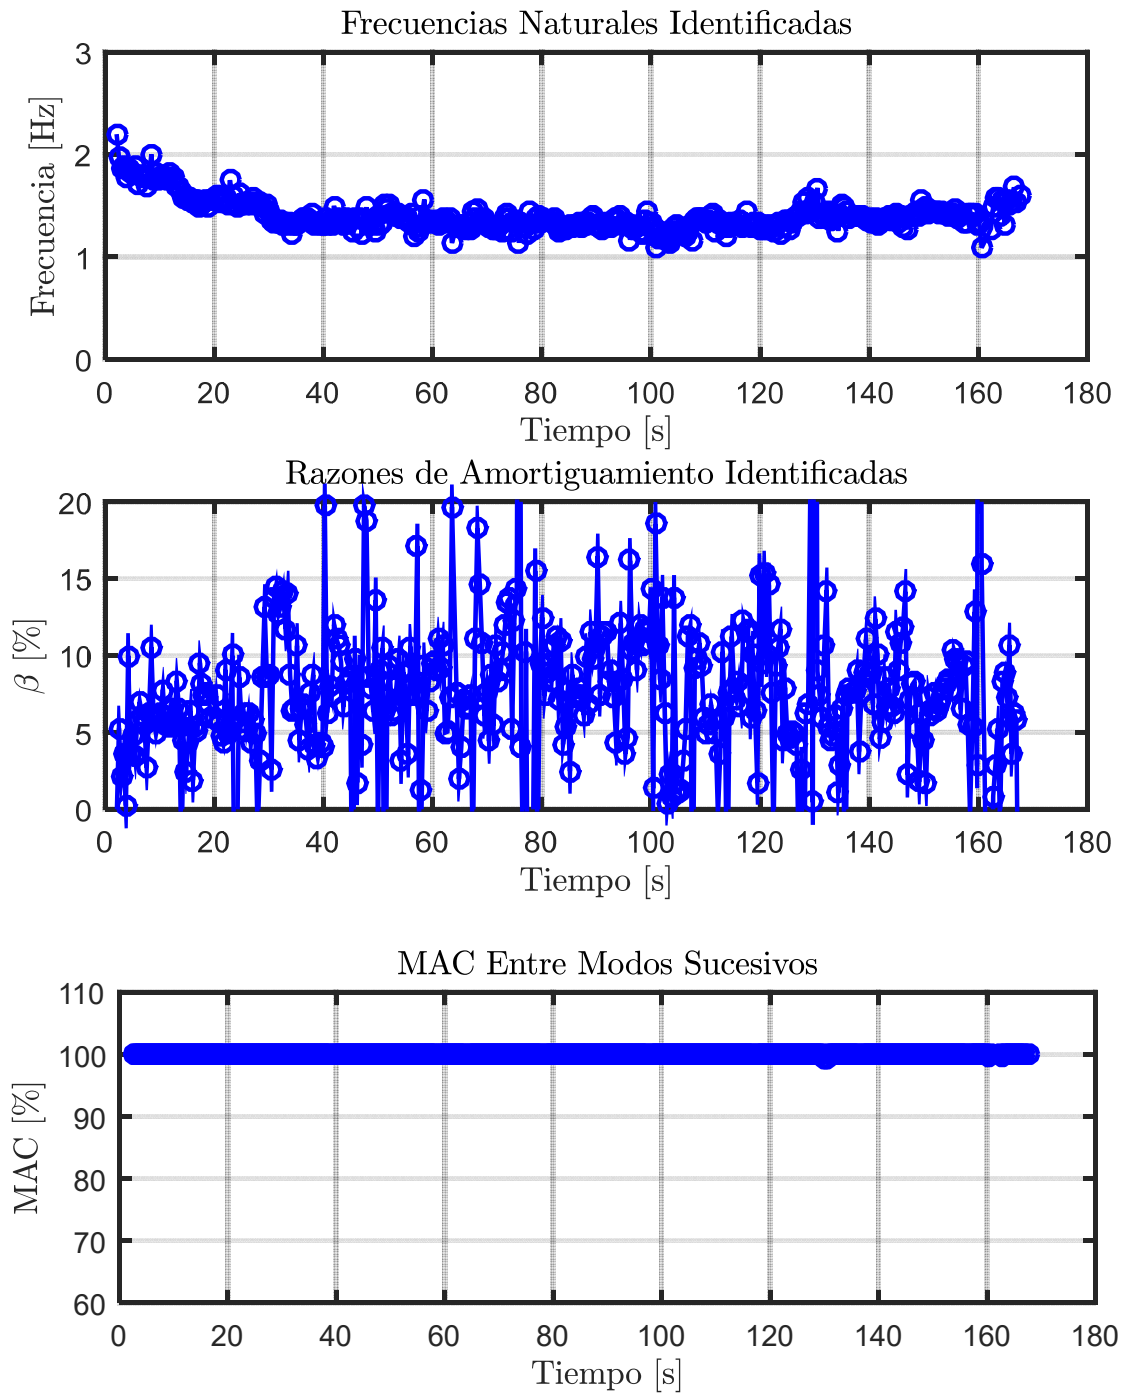 Frecuencias Naturales Identificadas
Frecuencia [Hz]
3
2
1
0
0 20 40 60 80 100 120 140 160 180
Tiempo [s]
Razones de Amortiguamiento Identificadas
β [%]
20
15
10
5
0
0 20 40 60 80 100 120 140 160 180
Tiempo [s]
MAC Entre Modos Sucesivos
MAC [%]
110
100
90
80
70
60
0 20 40 60 80 100 120 140 160 180
Tiempo [s]